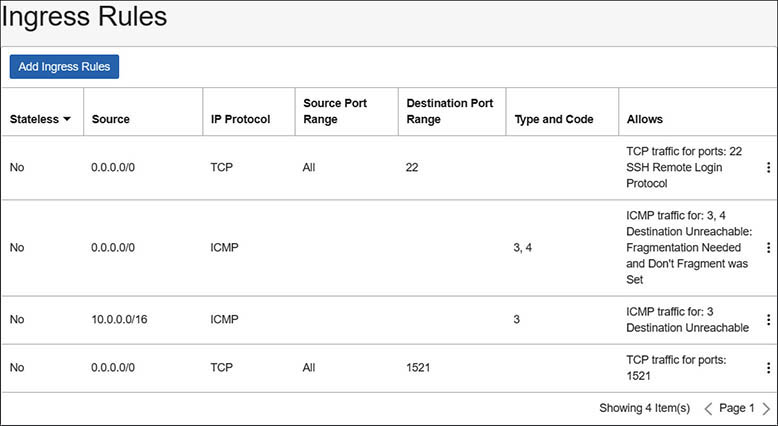 Ingress Rules
Add Ingress Rules
Stateless Source IP Protocol Source Port Range Destination Port Range Type and Code Allows
No 0.0.0.0/0 TCP All 22 TCP traffic for ports: 22
SSH Remote Login
Protocol
No 0.0.0.0/0 ICMP 3, 4 ICMP traffic for: 3, 4
Destination Unreachable:
Fragmentation Needed
and Don't Fragment was
Set
No 10.0.0.0/16 ICMP 3 ICMP traffic for: 3
Destination Unreachable
No 0.0.0.0/0 TCP All 1521 TCP traffic for ports:
1521
Showing 4 Item(s) Page 1